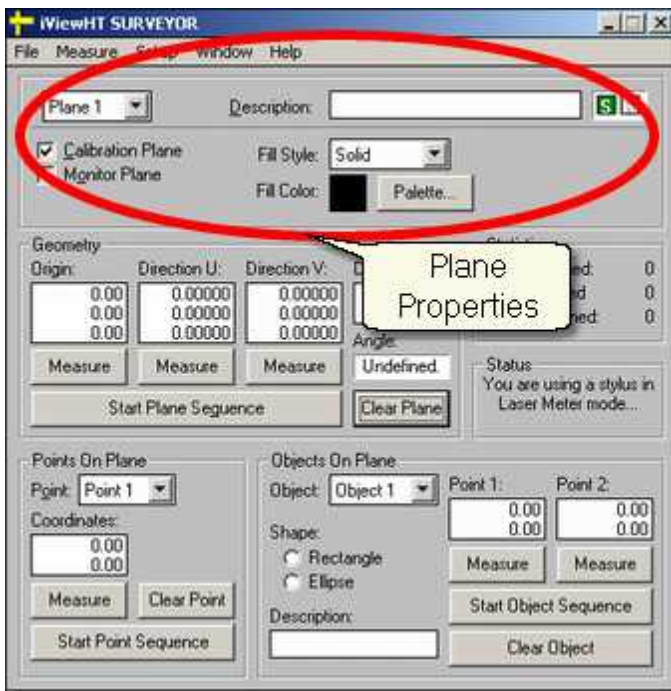 iViewHT SURVEYOR
File Measure Setup Window Help
Plane 1 Description: S
Calibration Plane Fill Style: Solid
Monitor Plane
Fill Color: Palette...
Plane
Properties
Geometry
Origin: Direction U: Direction V:
0.00 0.00000 0.00000
0.00 0.00000 0.00000 0
0.00 0.00000 0.00000 0
0
Angle:
Measure Measure Measure Undefined.
Start Plane Sequence Clear Plane
Status
You are using a stylus in
Laser Meter mode...
Points On Plane
Point: Point 1
Coordinates:
0.00
0.00
Measure Clear Point
Start Point Sequence
Objects On Plane
Object: Object 1 Point 1: Point 2:
0.00 0.00
0.00 0.00
Shape:
Rectangle
Ellipse
Measure Measure
Start Object Sequence
Description:
Clear Object